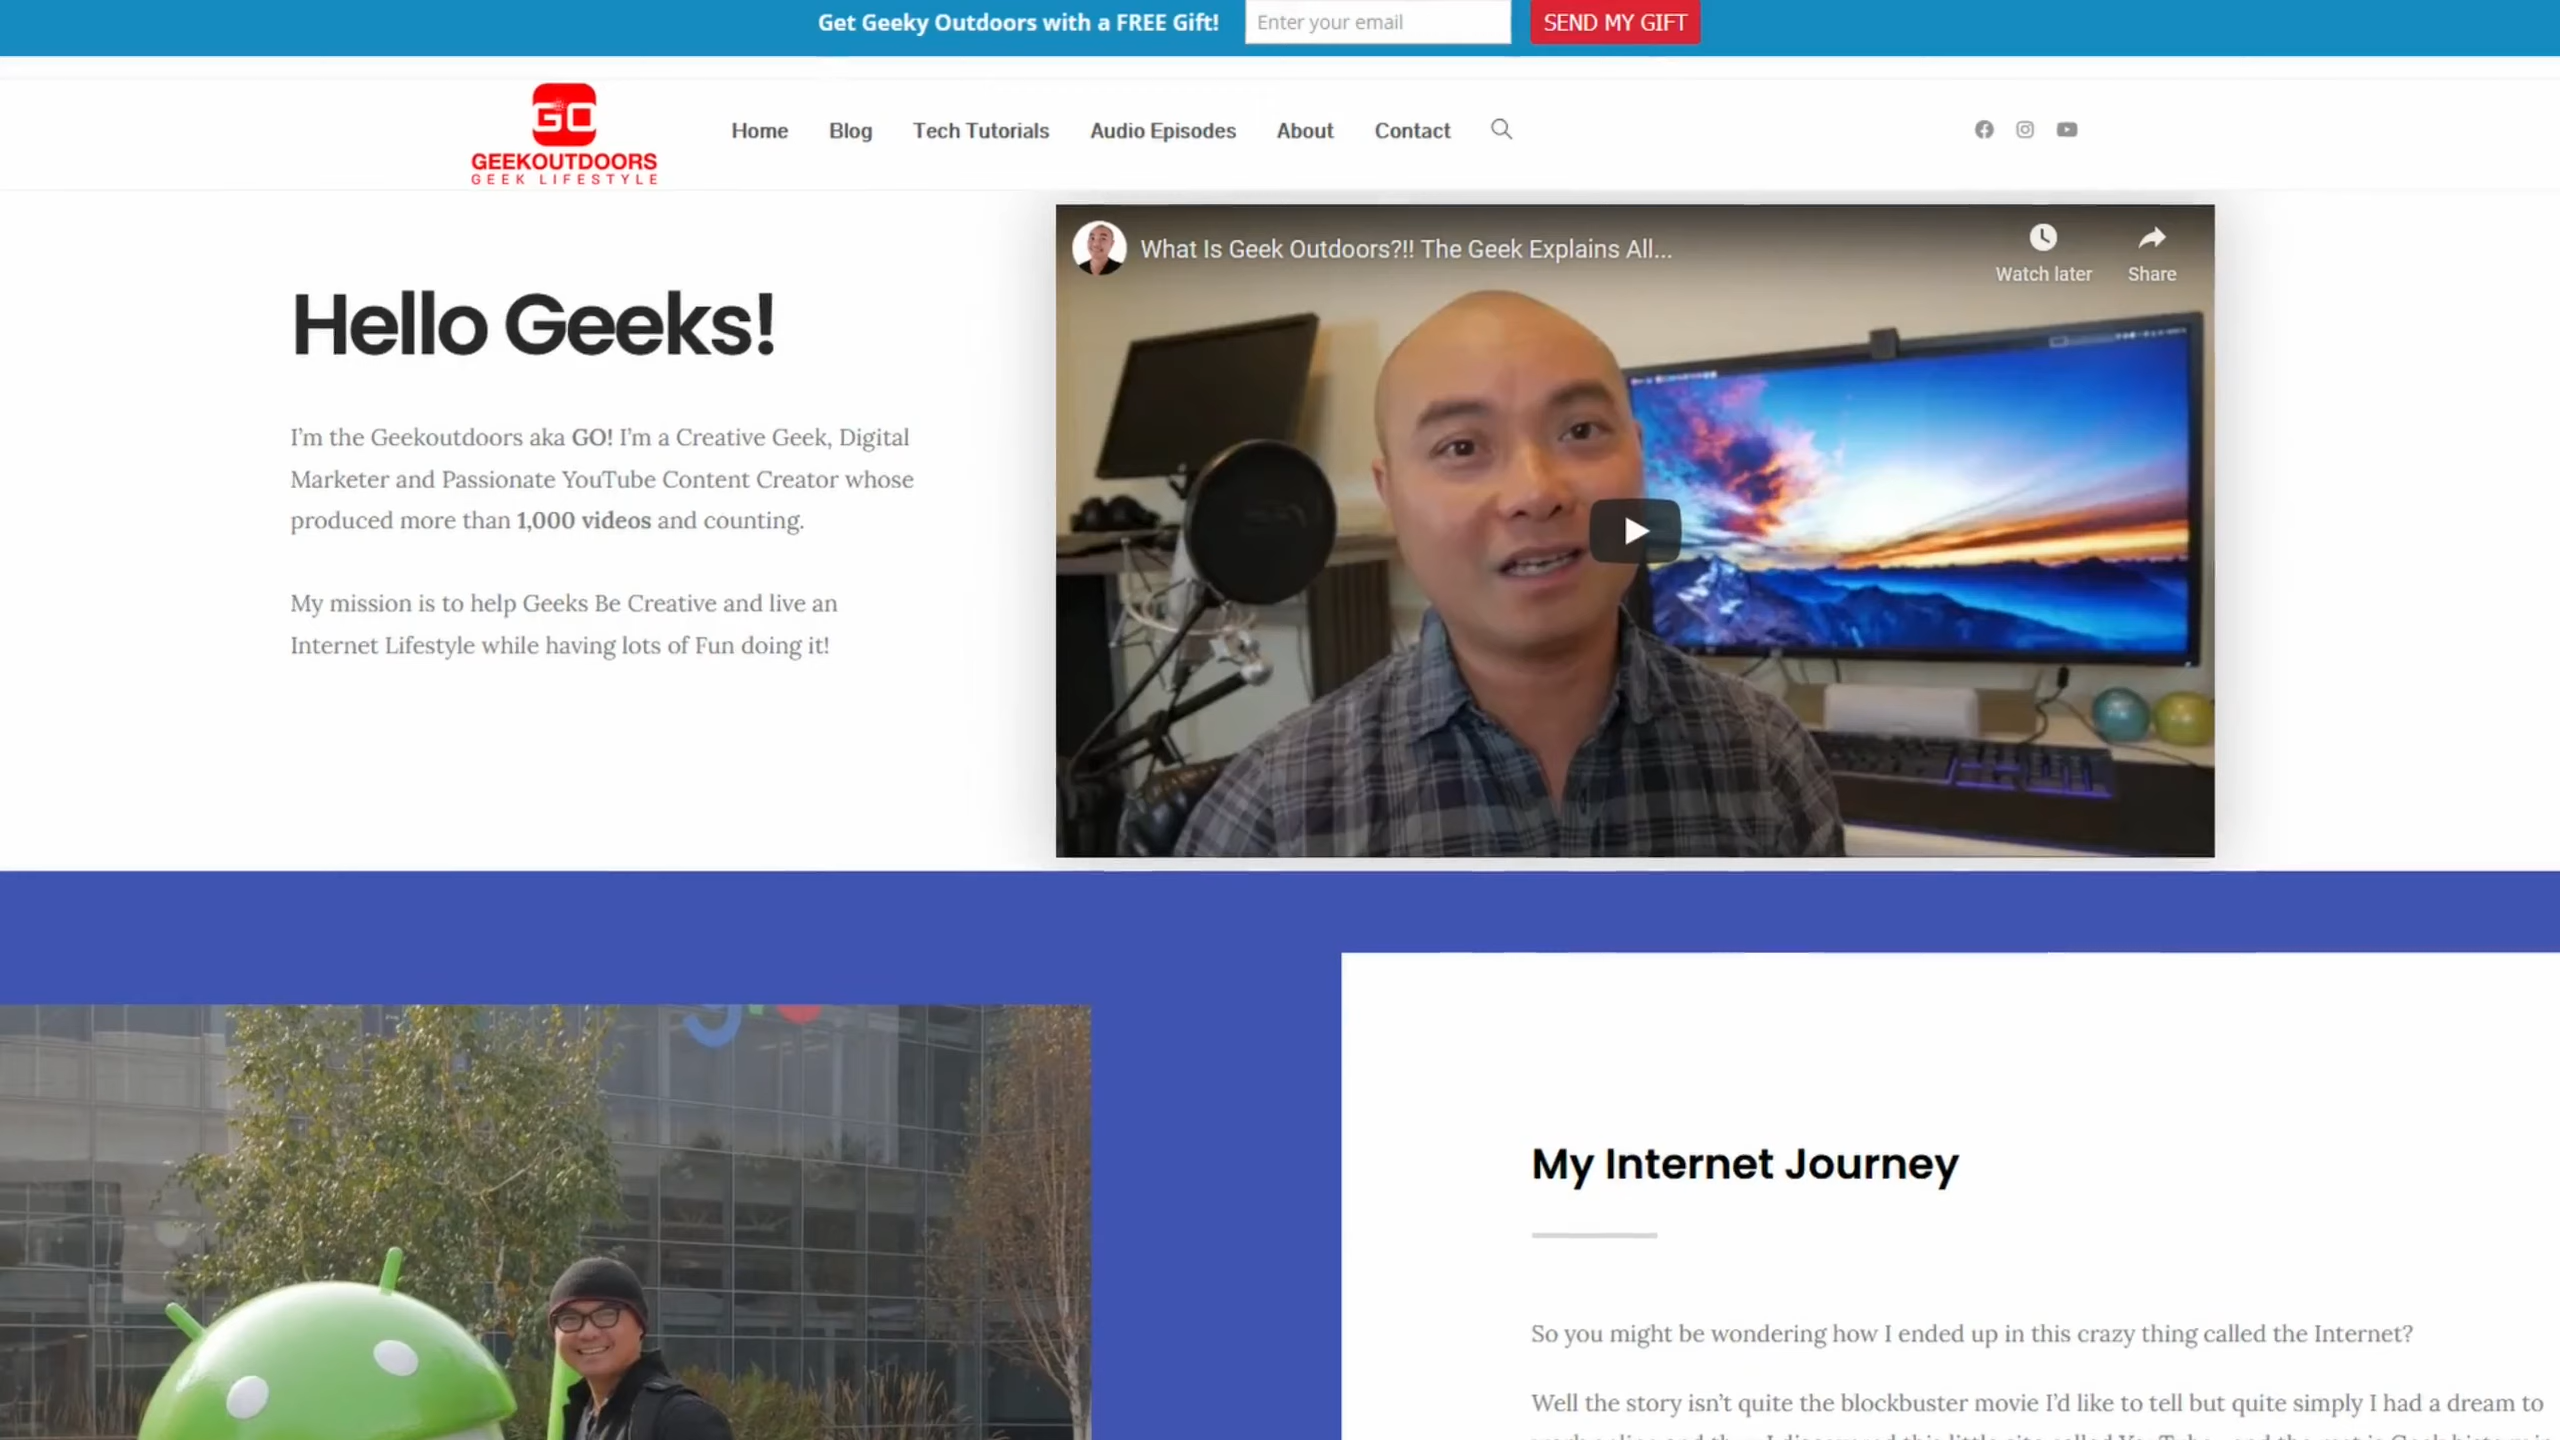 Get Geeky Outdoors with a FREE Gift!
Enter your email
SEND MY GIFT
GO
GEEKOUTDOORS
GEEK LIFESTYLE
Home
Blog
Tech Tutorials
Audio Episodes
About
Contact
What Is Geek Outdoors?!! The Geek Explains All...
Watch later
Share
Hello Geeks!
I'm the Geekoutdoors aka GO! I'm a Creative Geek, Digital
Marketer and Passionate YouTube Content Creator whose
produced more than 1,000 videos and counting.
My mission is to help Geeks Be Creative and live an
Internet Lifestyle while having lots of Fun doing it!
My Internet Journey
So you might be wondering how I ended up in this crazy thing called the Internet?
Well the story isn't quite the blockbuster movie I'd like to tell but quite simply I had a dream to